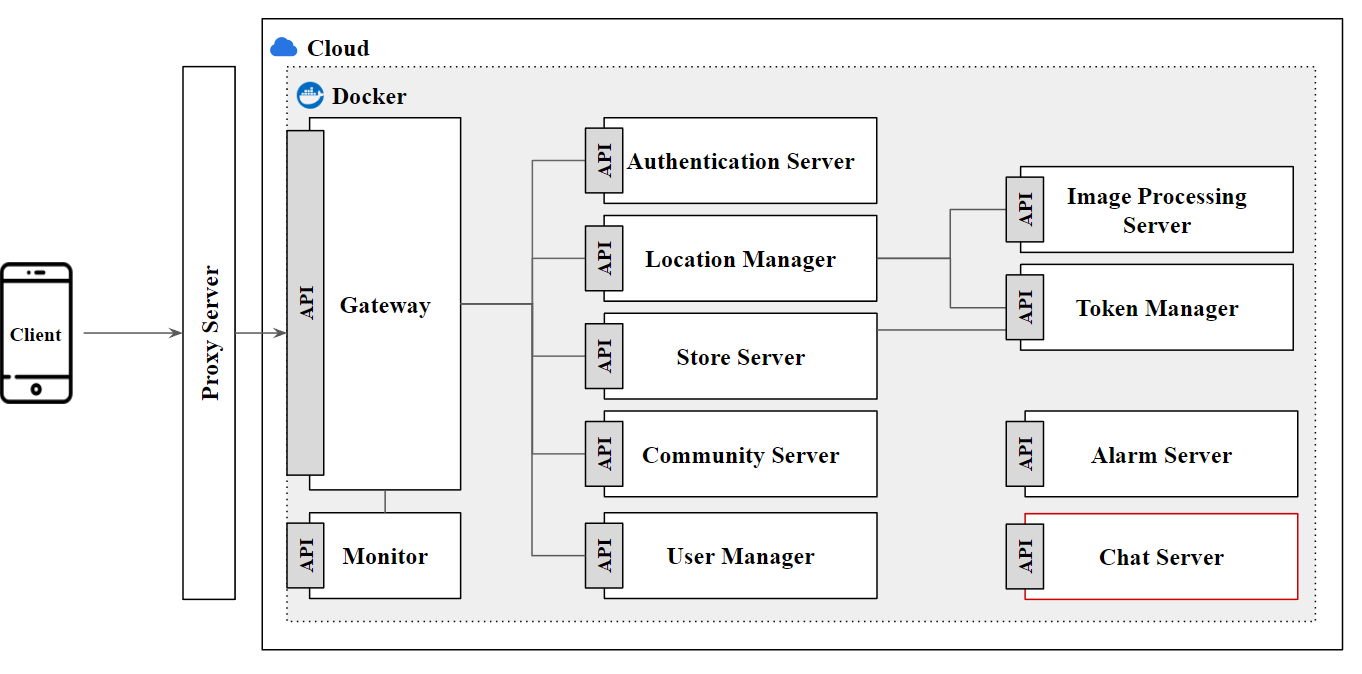 Cloud
Docker
Client
Proxy Server
API
Gateway
API
Monitor
API
Authentication Server
API
Location Manager
API
Store Server
API
Community Server
API
User Manager
API
Image Processing
Server
API
Token Manager
API
Alarm Server
API
Chat Server